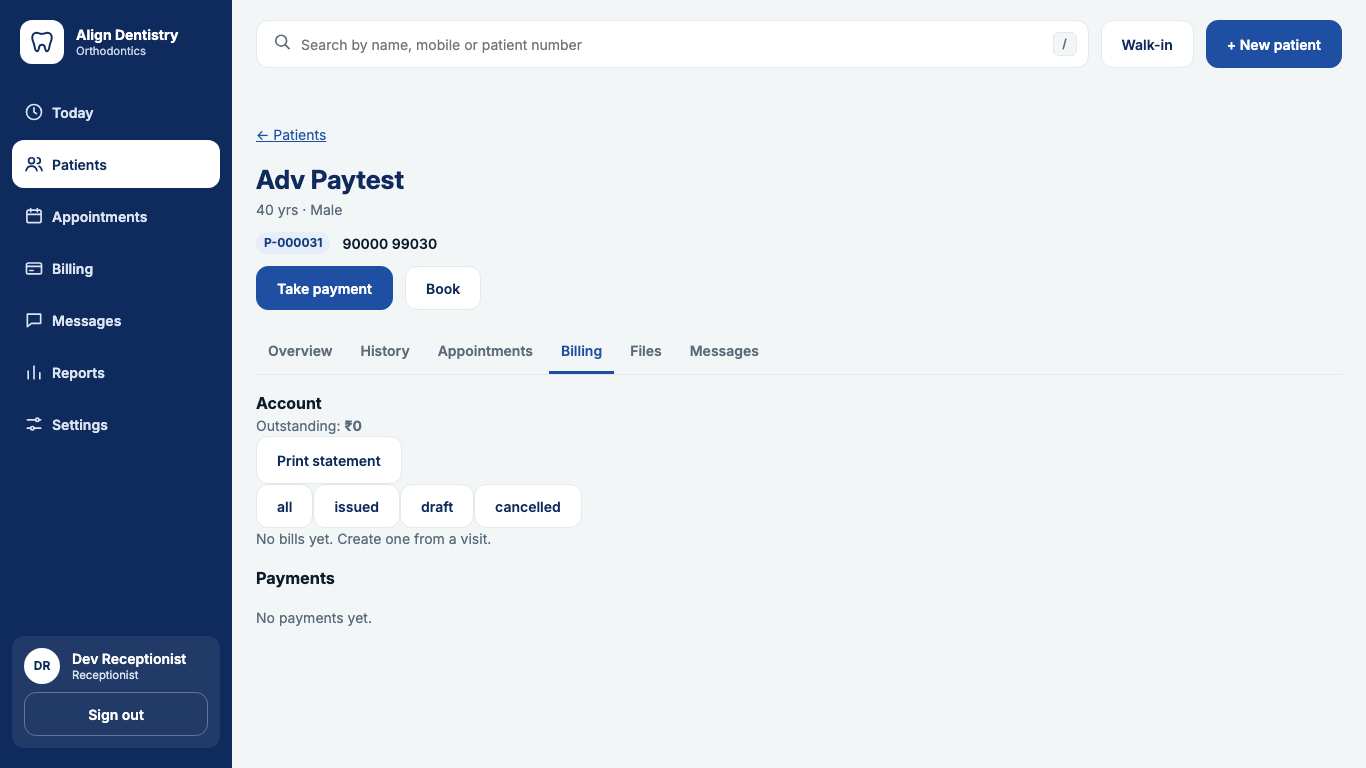 Align Dentistry
Orthodontics
Today
Patients
Appointments
Billing
Messages
Reports
Settings
DR
Dev Receptionist
Receptionist
Sign out
Search by name, mobile or patient number
/
Walk-in
+ New patient
← Patients
Adv Paytest
40 yrs · Male
P-000031 90000 99030
Take payment Book
Overview History Appointments Billing Files Messages
Account
Outstanding: ₹0
Print statement
all issued draft cancelled
No bills yet. Create one from a visit.
Payments
No payments yet.